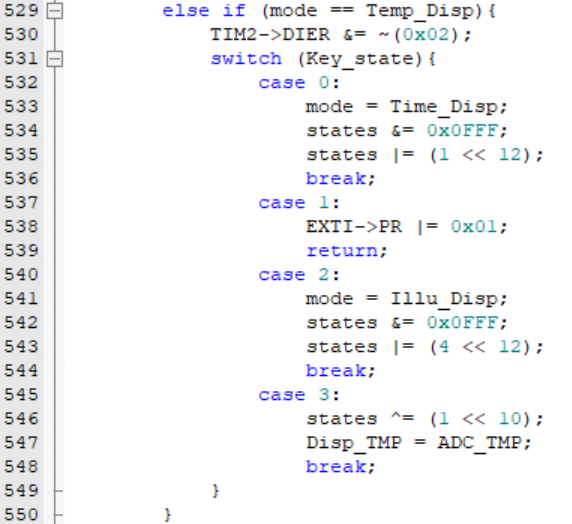 529 else if (mode == Temp_Disp){
530 TIM2->DIER &= ~(0x02);
531 switch (Key_state){
532 case 0:
533 mode = Time_Disp;
534 states &= 0x0FFF;
535 states |= (1 << 12);
536 break;
537 case 1:
538 EXTI->PR |= 0x01;
539 return;
540 case 2:
541 mode = Illu_Disp;
542 states &= 0x0FFF;
543 states |= (4 << 12);
544 break;
545 case 3:
546 states ^= (1 << 10);
547 Disp_TMP = ADC_TMP;
548 break;
549 }
550 }